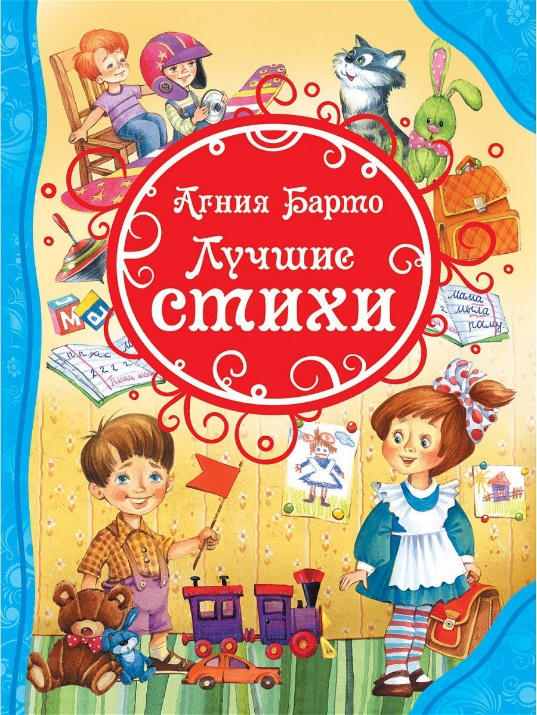 Агния Барто
Лучшие
стихи
мама
мыла
раму